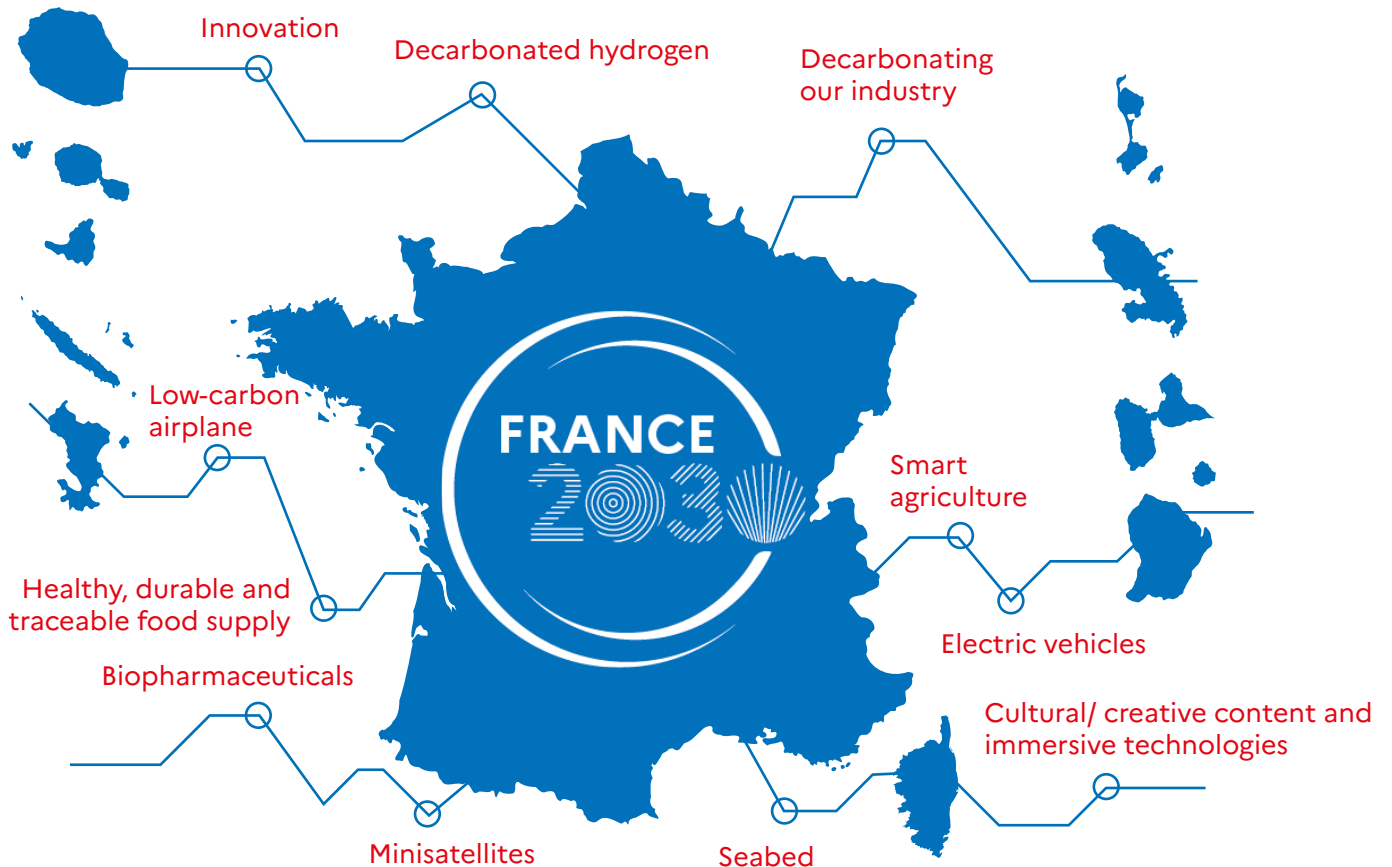 Innovation
Decarbonated hydrogen
Decarbonating
our industry
Low-carbon
airplane
FRANCE
2030
Smart
agriculture
Healthy, durable and
traceable food supply
Electric vehicles
Biopharmaceuticals
Cultural/ creative content and
immersive technologies
Minisatellites
Seabed